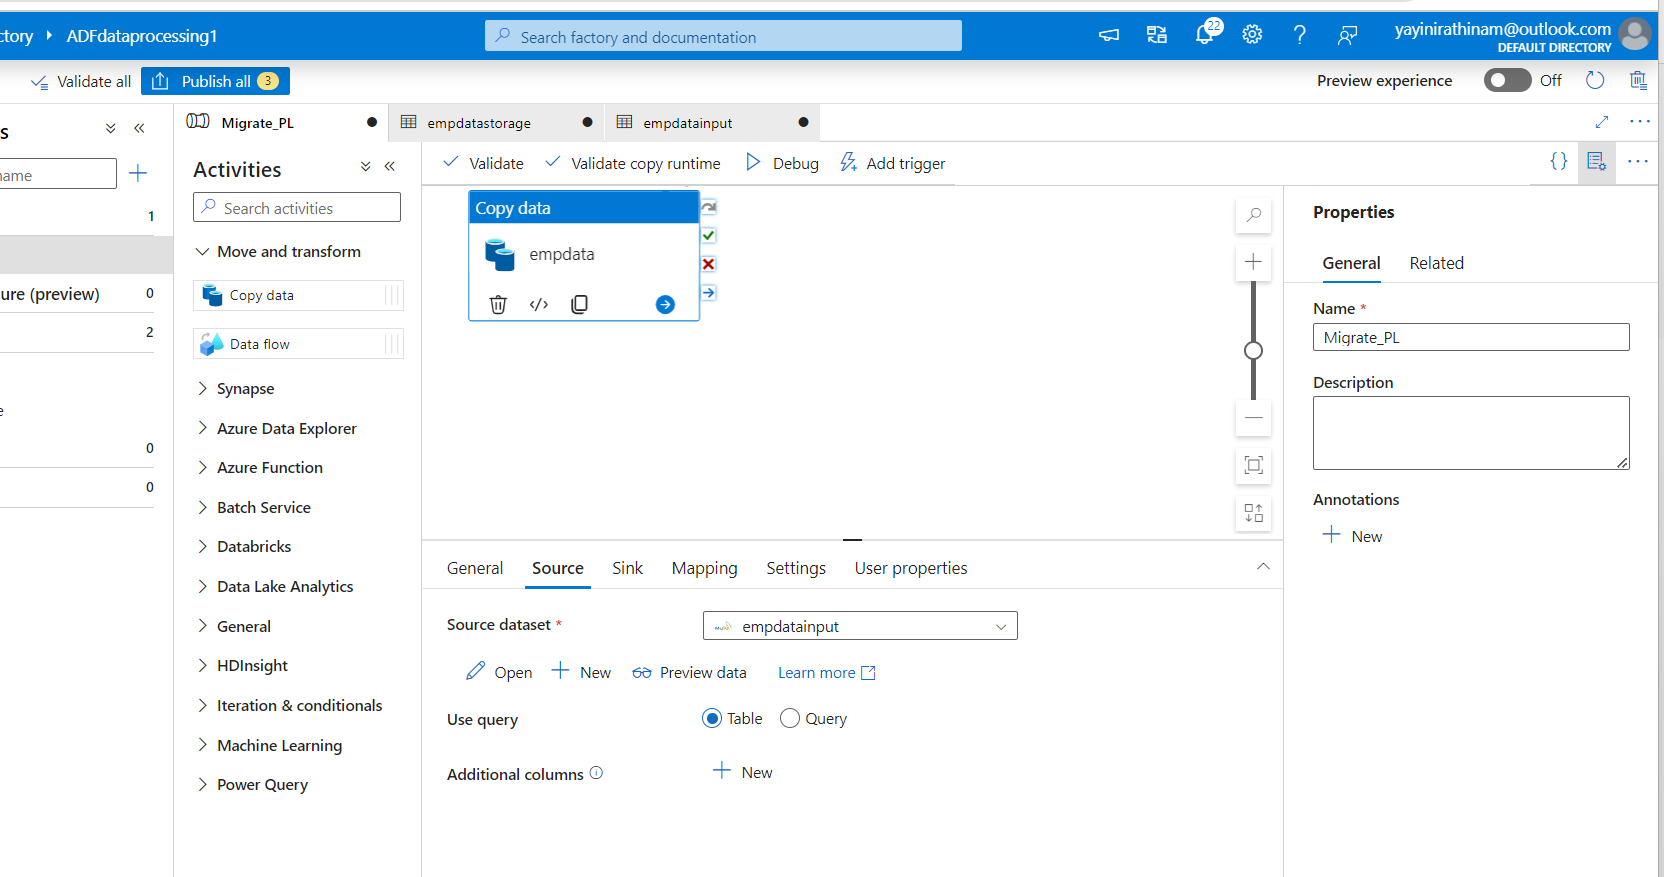 ctory ADFdataprocessing1
Search factory and documentation
22
yayinirathinam@outlook.com
DEFAULT DIRECTORY
Validate all
Publish all 3
Preview experience Off
s
Migrate_PL
empdatastorage
empdatainput
ame
1
ure (preview) 0
2
e
0
0
Activities
Search activities
Move and transform
Copy data
Data flow
Synapse
Azure Data Explorer
Azure Function
Batch Service
Databricks
Data Lake Analytics
General
HDInsight
Iteration & conditionals
Machine Learning
Power Query
Validate Validate copy runtime Debug Add trigger
{}
Copy data
empdata
General Source Sink Mapping Settings User properties
Source dataset *
empdatainput
Open New Preview data Learn more
Use query
Table Query
Additional columns
New
Properties
General Related
Name *
Migrate_PL
Description
Annotations
New